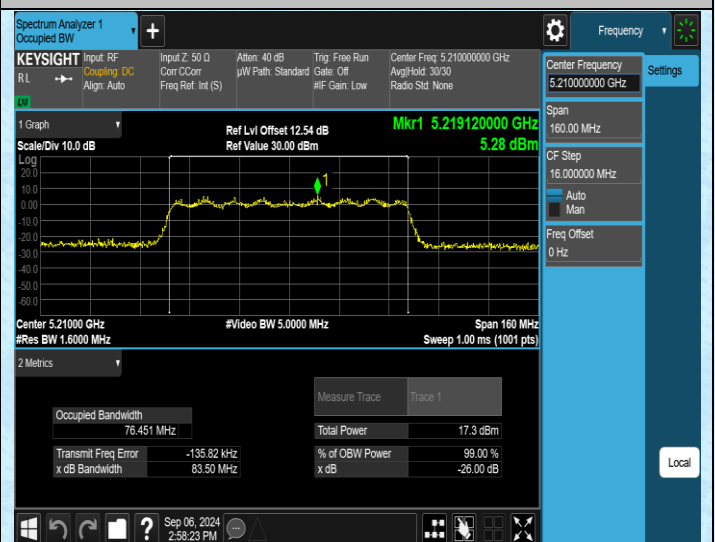 Spectrum Analyzer 1
Occupied BW
+
Frequency
KEYSIGHT
RL
LXI
Input: RF
Coupling: DC
Align: Auto
Input Z: 50 Ω
Corr CCorr
Freq Ref: Int (S)
Atten: 40 dB
µW Path: Standard
Trig: Free Run
Gate: Off
#IF Gain: Low
Center Freq: 5.210000000 GHz
Avg|Hold: 30/30
Radio Std: None
Center Frequency
5.210000000 GHz
Settings
Span
160.00 MHz
CF Step
16.000000 MHz
Auto
Man
Freq Offset
0 Hz
1 Graph
Scale/Div 10.0 dB
Ref Lvl Offset 12.54 dB
Ref Value 30.00 dBm
Mkr1 5.219120000 GHz
5.28 dBm
Log
20.0
10.0
0.00
-10.0
-20.0
-30.0
-40.0
-50.0
-60.0
1
Center 5.21000 GHz
#Video BW 5.0000 MHz
Span 160 MHz
#Res BW 1.6000 MHz
Sweep 1.00 ms (1001 pts)
2 Metrics
Measure Trace
Trace 1
Occupied Bandwidth
76.451 MHz
Total Power
17.3 dBm
Transmit Freq Error
-135.82 kHz
% of OBW Power
99.00 %
x dB Bandwidth
83.50 MHz
x dB
-26.00 dB
Local
?
Sep 06, 2024
2:58:23 PM